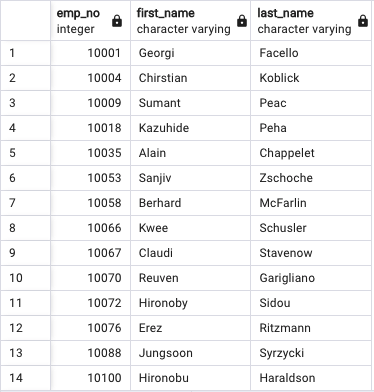 emp_no first_name last_name
integer character varying character varying
1 10001 Georgi Facello
2 10004 Chirstian Koblick
3 10009 Sumant Peac
4 10018 Kazuhide Peha
5 10035 Alain Chappelet
6 10053 Sanjiv Zschoche
7 10058 Berhard McFarlin
8 10066 Kwee Schusler
9 10067 Claudi Stavenow
10 10070 Reuven Garigliano
11 10072 Hironoby Sidou
12 10076 Erez Ritzmann
13 10088 Jungsoon Syrzycki
14 10100 Hironobu Haraldson